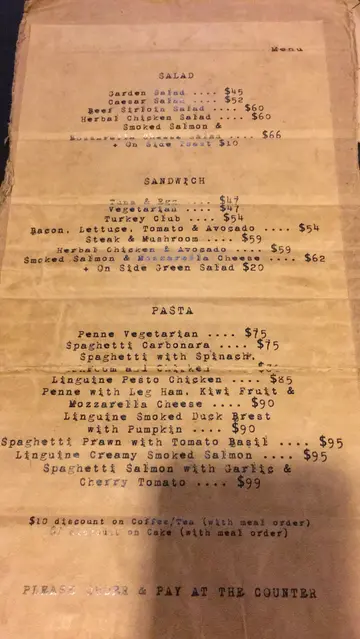 Menu
SALAD
Garden Salad .... $45
Caesar Salad .... $52
Beef Sirloin Salad .... $60
Herbal Chicken Salad .... $60
Smoked Salmon &
Salad .... $66
+ On Side Toast $10
SANDWICH
Tuna & Egg .... $47
Vegetarian .... $47
Turkey Club .... $54
Bacon, Lettuce, Tomato & Avocado .... $54
Steak & Mushroom .... $59
Herbal Chicken & Avocado .... $59
Smoked Salmon & Mozzarella Cheese .... $62
+ On Side Green Salad $20
PASTA
Penne Vegetarian .... $75
Spaghetti Carbonara .... $75
Spaghetti with Spinach,
Linguine Pesto Chicken .... $85
Penne with Leg Ham, Kiwi Fruit &
Mozzarella Cheese .... $90
Linguine Smoked Duck Brest
with Pumpkin .... $90
Spaghetti Prawn with Tomato Basil .... $95
Linguine Creamy Smoked Salmon .... $95
Spaghetti Salmon with Garlic &
Cherry Tomato .... $99
$10 discount on Coffee/Tea (with meal order)
on Cake (with meal order)
PLEASE ORDER & PAY AT THE COUNTER